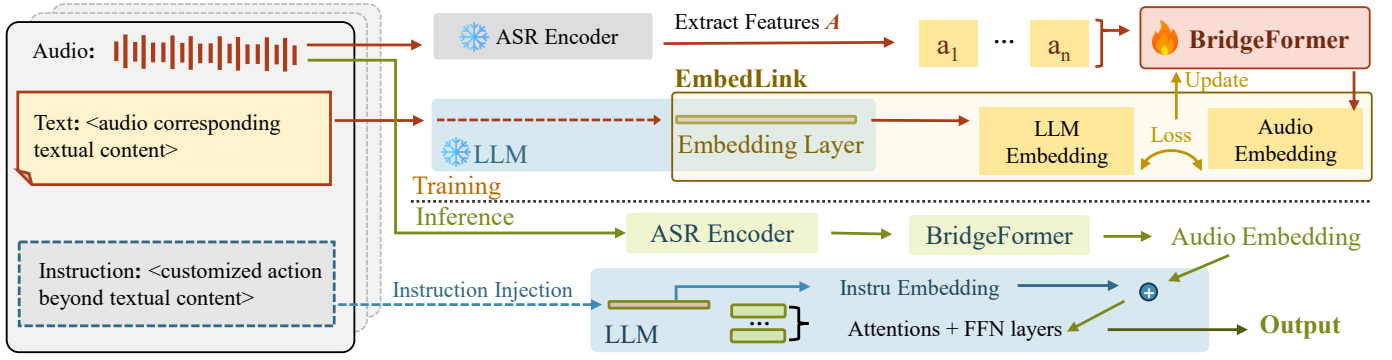 Audio:
ASR Encoder
Extract Features A
a1
...
an
BridgeFormer
EmbedLink
Update
Text: <audio corresponding
textual content>
LLM
Embedding Layer
LLM
Embedding
Loss
Audio
Embedding
Training
Inference
ASR Encoder
BridgeFormer
Audio Embedding
Instruction: <customized action
beyond textual content>
Instruction Injection
LLM
Instru Embedding
+
...
Attentions + FFN layers
Output